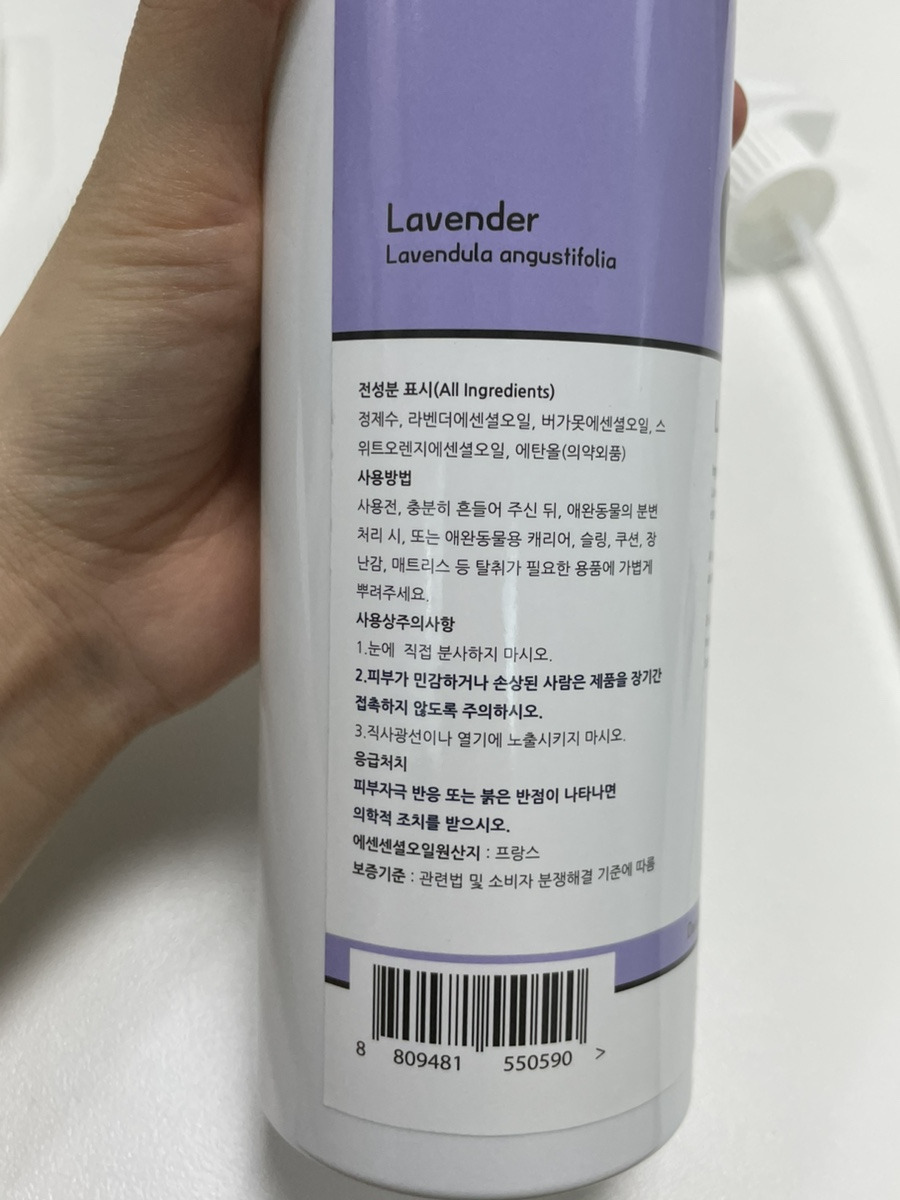 Lavender
Lavendula angustifolia
전성분 표시(All Ingredients)
정제수, 라벤더에센셜오일, 버가못에센셜오일, 스
위트오렌지에센셜오일, 에탄올(의약외품)
사용방법
사용전, 충분히 흔들어 주신 뒤, 애완동물의 분변
처리 시, 또는 애완동물용 캐리어, 슬링, 쿠션, 장
난감, 매트리스 등 탈취가 필요한 용품에 가볍게
뿌려주세요.
사용상주의사항
1.눈에 직접 분사하지 마시오.
2.피부가 민감하거나 손상된 사람은 제품을 장기간
접촉하지 않도록 주의하시오.
3.직사광선이나 열기에 노출시키지 마시오.
응급처치
피부자극 반응 또는 붉은 반점이 나타나면
의학적 조치를 받으시오.
에센센셜오일원산지 : 프랑스
보증기준 : 관련법 및 소비자 분쟁해결 기준에 따름
8 809481 550590 >